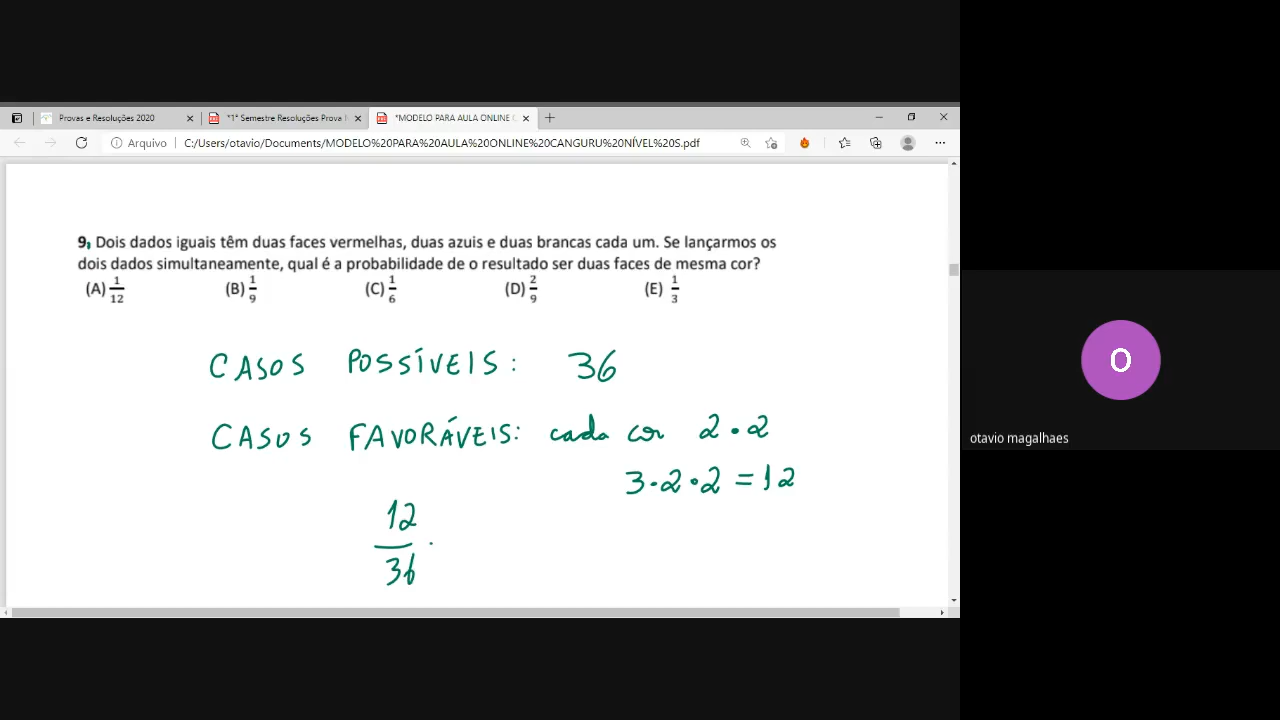 Provas e Resoluções 2020
*1° Semestre Resoluções Prova
*MODELO PARA AULA ONLINE C
Arquivo
C:/Users/otavio/Documents/MODELO%20PARA%20AULA%20ONLINE%20CANGURU%20NÍVEL%20S.pdf
9, Dois dados iguais têm duas faces vermelhas, duas azuis e duas brancas cada um. Se lançarmos os
dois dados simultaneamente, qual é a probabilidade de o resultado ser duas faces de mesma cor?
(A) 1/12 (B) 1/9 (C) 1/6 (D) 2/9 (E) 1/3
CASOS POSSÍVEIS: 36
CASOS FAVORÁVEIS: cada cor 2 • 2
3 • 2 • 2 = 12
12
36
O
otavio magalhaes